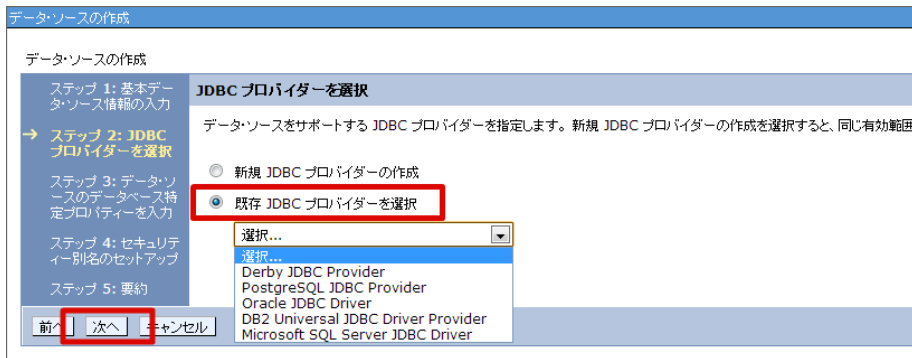 データ・ソースの作成
データ・ソースの作成
ステップ 1: 基本デー
タ・ソース情報の入力
→ ステップ 2: JDBC
プロバイダーを選択
ステップ 3: データ・ソ
ースのデータベース特
定プロパティーを入力
ステップ 4: セキュリテ
ィー別名のセットアップ
ステップ 5: 要約
JDBC プロバイダーを選択
データ・ソースをサポートする JDBC プロバイダーを指定します。新規 JDBC プロバイダーの作成を選択すると、同じ有効範囲
新規 JDBC プロバイダーの作成
既存 JDBC プロバイダーを選択
選択...
選択...
Derby JDBC Provider
PostgreSQL JDBC Provider
Oracle JDBC Driver
DB2 Universal JDBC Driver Provider
Microsoft SQL Server JDBC Driver
前へ 次へ キャンセル